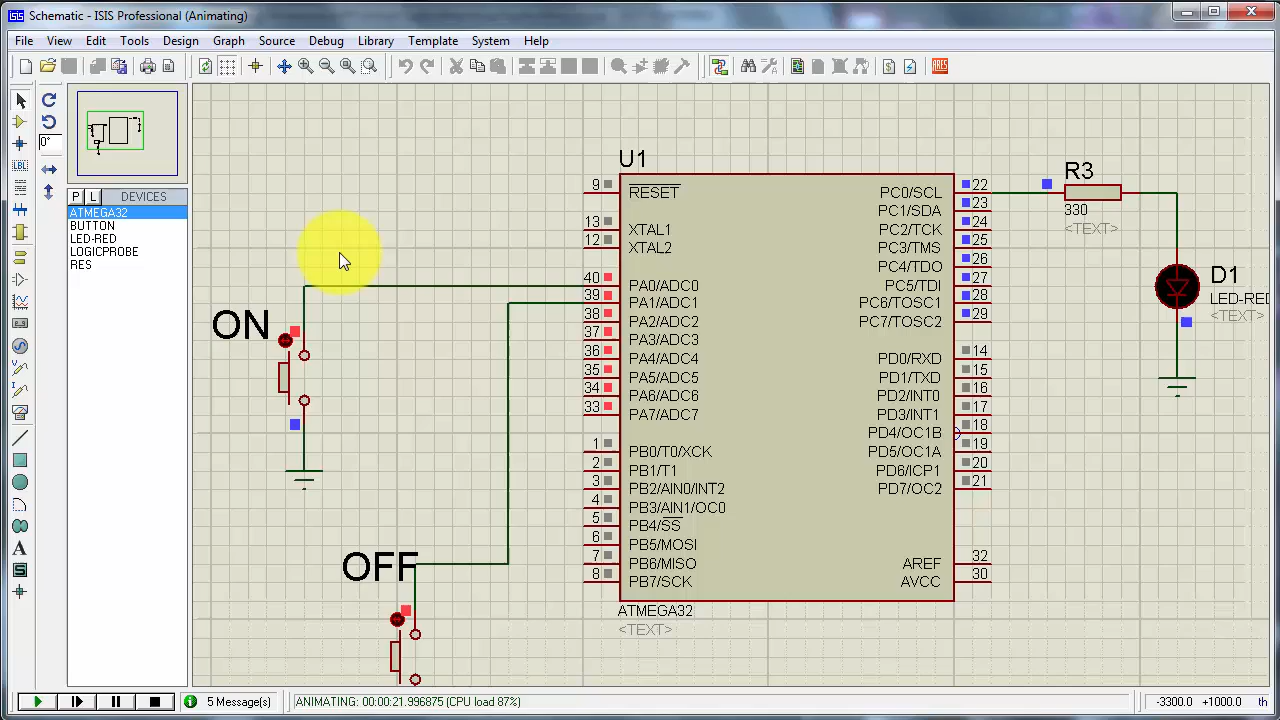 Schematic - ISIS Professional (Animating)
File View Edit Tools Design Graph Source Debug Library Template System Help
ARES
LBL
0°
P L DEVICES
ATMEGA32
BUTTON
LED-RED
LOGICPROBE
RES
A
S
U1
9 RESET
13 XTAL1
12 XTAL2
40 PA0/ADC0
39 PA1/ADC1
38 PA2/ADC2
37 PA3/ADC3
36 PA4/ADC4
35 PA5/ADC5
34 PA6/ADC6
33 PA7/ADC7
1 PB0/T0/XCK
2 PB1/T1
3 PB2/AIN0/INT2
4 PB3/AIN1/OC0
5 PB4/SS
6 PB5/MOSI
7 PB6/MISO
8 PB7/SCK
PC0/SCL 22
PC1/SDA 23
PC2/TCK 24
PC3/TMS 25
PC4/TDO 26
PC5/TDI 27
PC6/TOSC1 28
PC7/TOSC2 29
PD0/RXD 14
PD1/TXD 15
PD2/INT0 16
PD3/INT1 17
PD4/OC1B 18
PD5/OC1A 19
PD6/ICP1 20
PD7/OC2 21
AREF 32
AVCC 30
ATMEGA32
<TEXT>
R3
330
<TEXT>
D1
LED-RED
<TEXT>
ON
OFF
5 Message(s)
ANIMATING: 00:00:21.996875 (CPU load 87%)
-3300.0 +1000.0 th